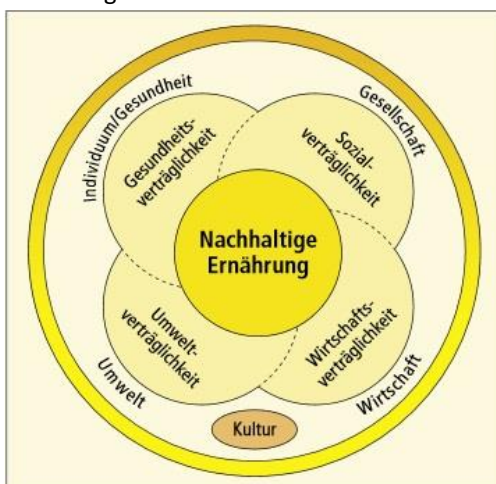 Individuum/Gesundheit
Gesellschaft
Gesundheits-
verträglichkeit
Sozial-
verträglichkeit
Nachhaltige
Ernährung
Umwelt-
verträglichkeit
Wirtschafts-
verträglichkeit
Umwelt
Wirtschaft
Kultur